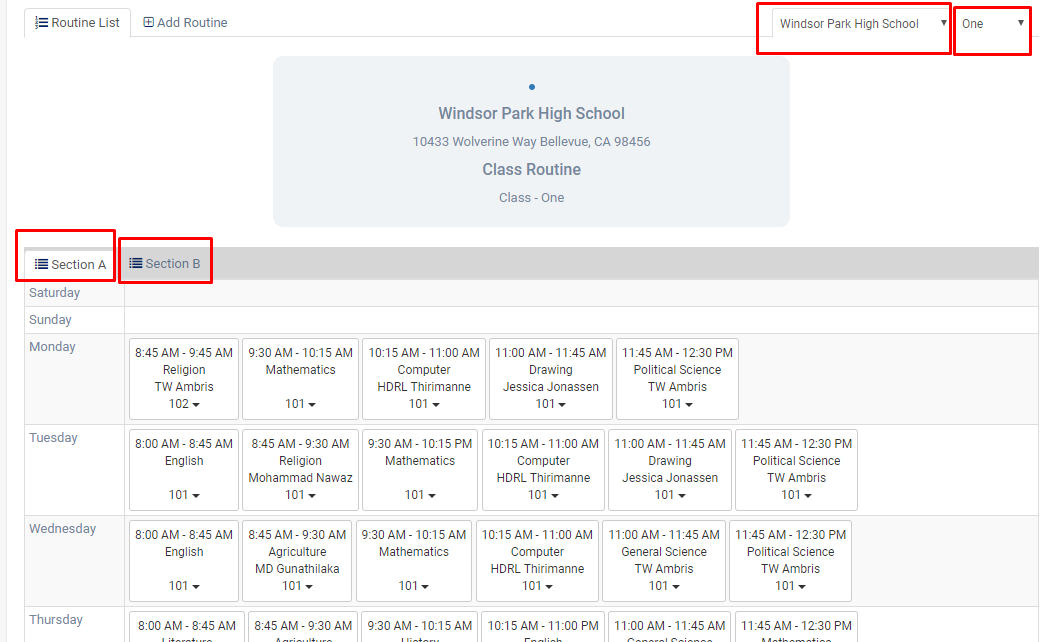 Routine List
Add Routine
Windsor Park High School
One
Windsor Park High School
10433 Wolverine Way Bellevue, CA 98456
Class Routine
Class - One
Section A
Section B
Saturday
Sunday
Monday
8:45 AM - 9:45 AM
Religion
TW Ambris
102
9:30 AM - 10:15 AM
Mathematics
101
10:15 AM - 11:00 AM
Computer
HDRL Thirimanne
101
11:00 AM - 11:45 AM
Drawing
Jessica Jonassen
101
11:45 AM - 12:30 PM
Political Science
TW Ambris
101
Tuesday
8:00 AM - 8:45 AM
English
101
8:45 AM - 9:30 AM
Religion
Mohammad Nawaz
101
9:30 AM - 10:15 PM
Mathematics
101
10:15 AM - 11:00 AM
Computer
HDRL Thirimanne
101
11:00 AM - 11:45 AM
Drawing
Jessica Jonassen
101
11:45 AM - 12:30 PM
Political Science
TW Ambris
101
Wednesday
8:00 AM - 8:45 AM
English
101
8:45 AM - 9:30 AM
Agriculture
MD Gunathilaka
101
9:30 AM - 10:15 AM
Mathematics
101
10:15 AM - 11:00 AM
Computer
HDRL Thirimanne
101
11:00 AM - 11:45 AM
General Science
TW Ambris
101
11:45 AM - 12:30 PM
Political Science
TW Ambris
101
Thursday
8:00 AM - 8:45 AM
Literature
8:45 AM - 9:30 AM
Agriculture
9:30 AM - 10:15 AM
History
10:15 AM - 11:00 PM
English
11:00 AM - 11:45 AM
General Science
11:45 AM - 12:30 PM
Mathematics